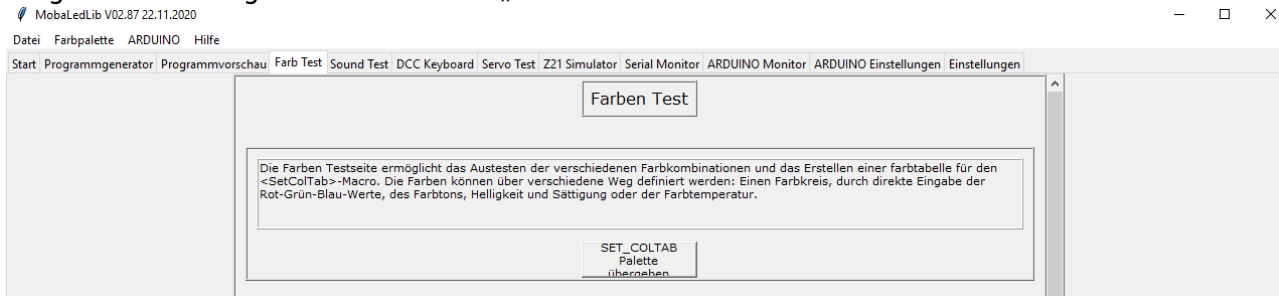 MobaLedLib V02.87 22.11.2020
Datei Farbpalette ARDUINO Hilfe
Start Programmgenerator Programmvorschau Farb Test Sound Test DCC Keyboard Servo Test Z21 Simulator Serial Monitor ARDUINO Monitor ARDUINO Einstellungen Einstellungen
Farben Test
Die Farben Testseite ermöglicht das Austesten der verschiedenen Farbkombinationen und das Erstellen einer farbtabelle für den
<SetColTab>-Macro. Die Farben können über verschiedene Weg definiert werden: Einen Farbkreis, durch direkte Eingabe der
Rot-Grün-Blau-Werte, des Farbtons, Helligkeit und Sättigung oder der Farbtemperatur.
SET_COLTAB
Palette
übergeben